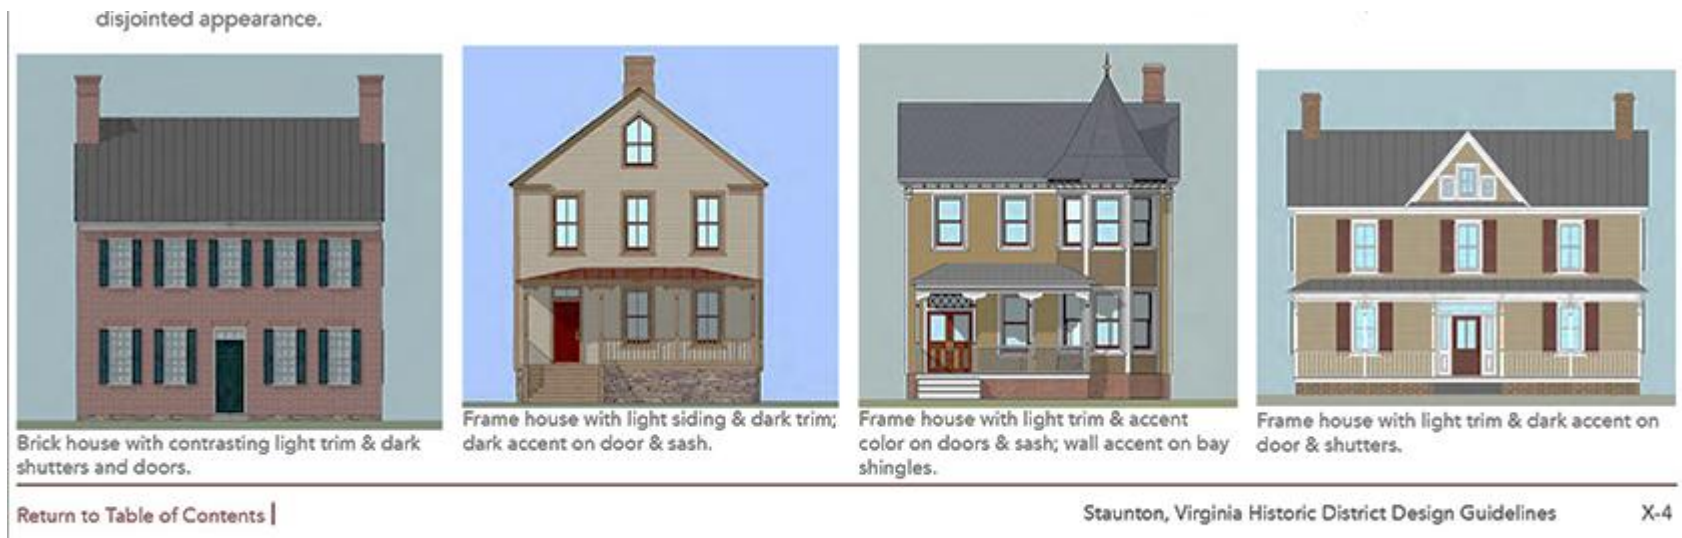 disjointed appearance.
Brick house with contrasting light trim & dark
shutters and doors.
Frame house with light siding & dark trim;
dark accent on door & sash.
Frame house with light trim & accent
color on doors & sash; wall accent on bay
shingles.
Frame house with light trim & dark accent on
door & shutters.
Return to Table of Contents |
Staunton, Virginia Historic District Design Guidelines X-4